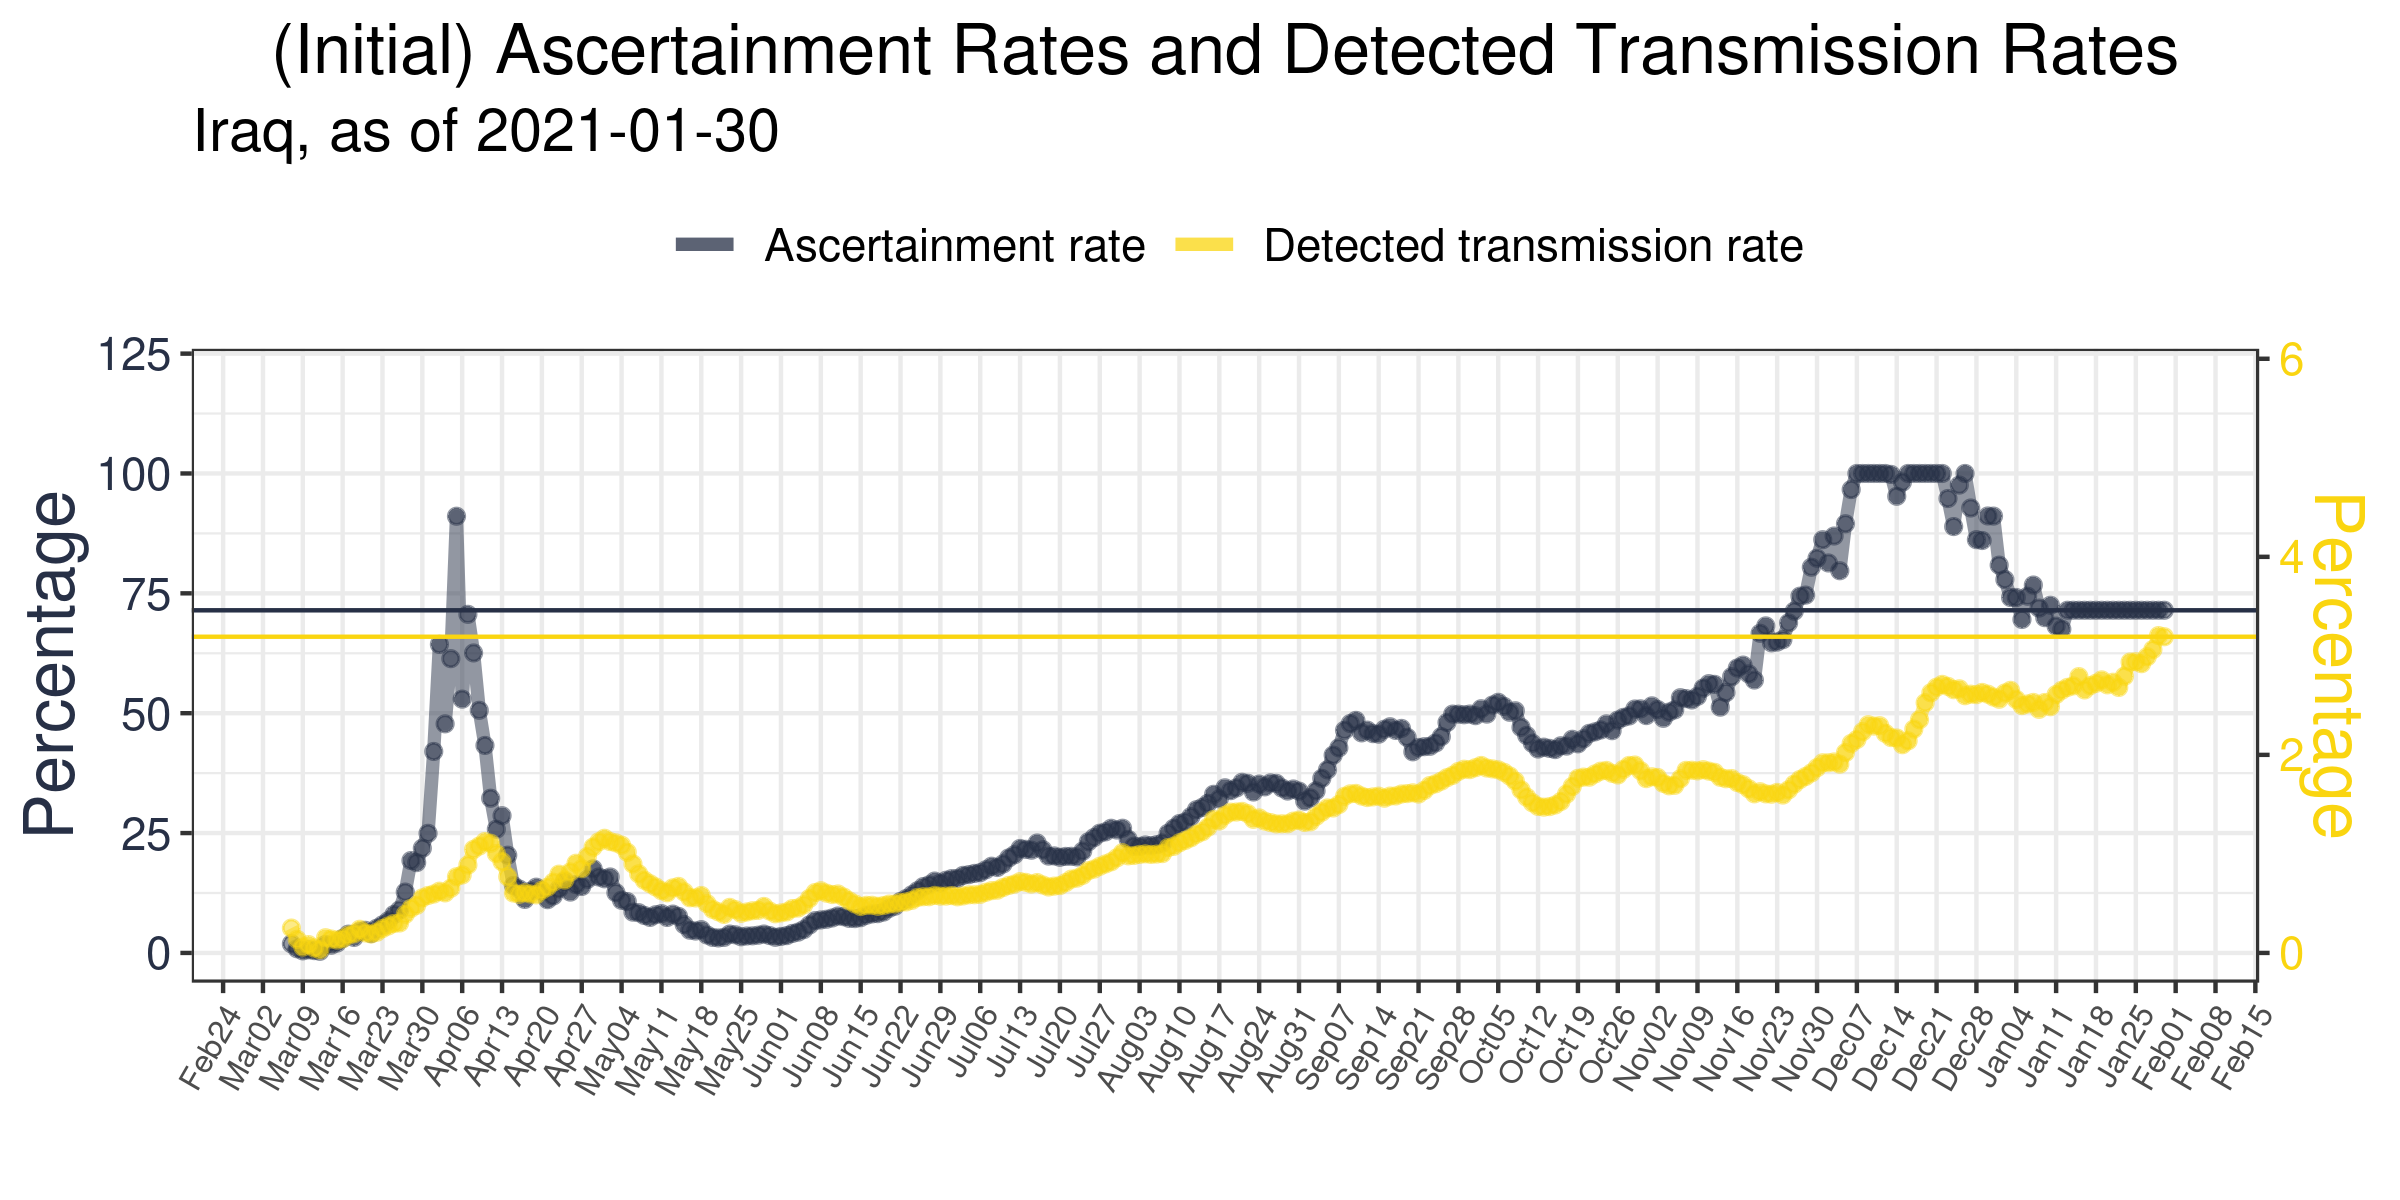 (Initial) Ascertainment Rates and Detected Transmission Rates
Iraq, as of 2021-01-30
Ascertainment rate
Detected transmission rate
Percentage
125
100
75
50
25
0
6
4
2
0
Percentage
Feb24
Mar02
Mar09
Mar16
Mar23
Mar30
Apr06
Apr13
Apr20
Apr27
May04
May11
May18
May25
Jun01
Jun08
Jun15
Jun22
Jun29
Jul06
Jul13
Jul20
Jul27
Aug03
Aug10
Aug17
Aug24
Aug31
Sep07
Sep14
Sep21
Sep28
Oct05
Oct12
Oct19
Oct26
Nov02
Nov09
Nov16
Nov23
Nov30
Dec07
Dec14
Dec21
Dec28
Jan04
Jan11
Jan18
Jan25
Feb01
Feb08
Feb15